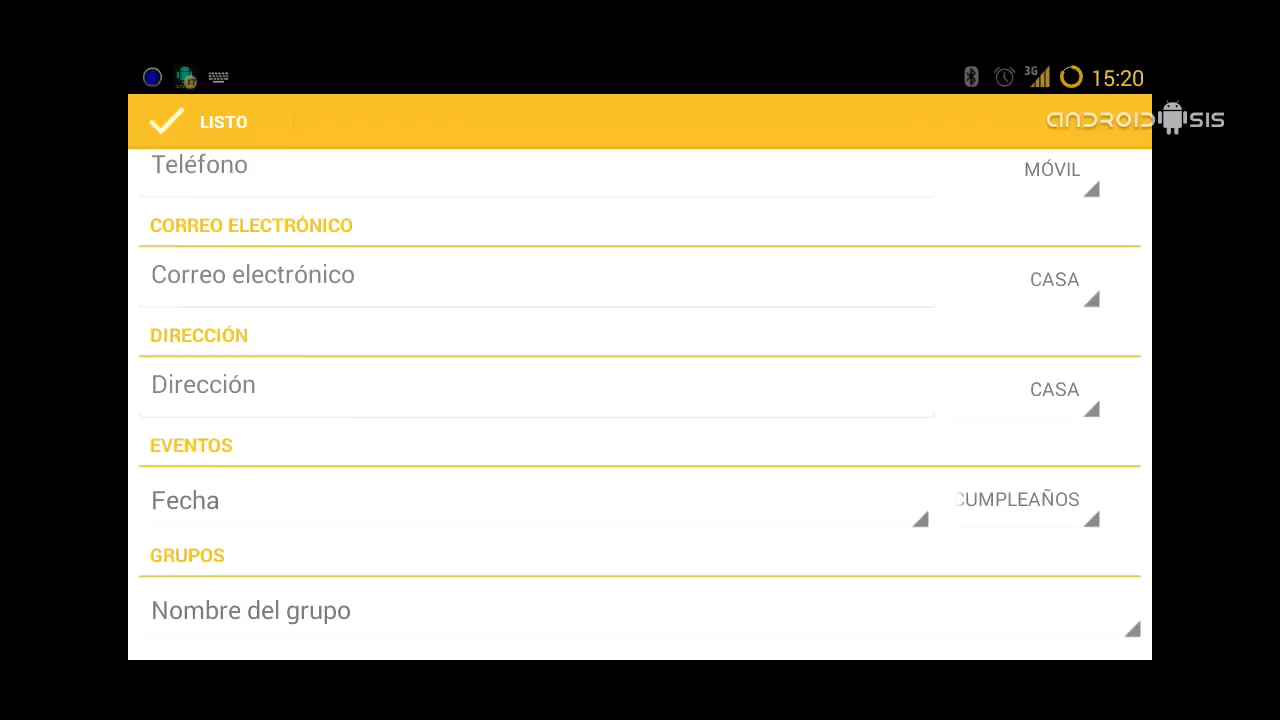 3G 15:20
LISTO
ANDROIDSIS
Teléfono MÓVIL
CORREO ELECTRÓNICO
Correo electrónico CASA
DIRECCIÓN
Dirección CASA
EVENTOS
Fecha CUMPLEAÑOS
GRUPOS
Nombre del grupo